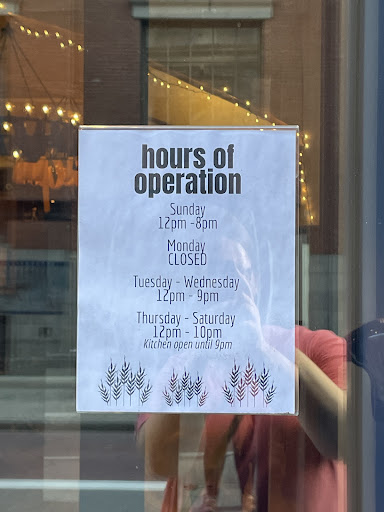 hours of
operation
Sunday
12pm -8pm
Monday
CLOSED
Tuesday - Wednesday
12pm - 9pm
Thursday - Saturday
12pm - 10pm
Kitchen open until 9pm